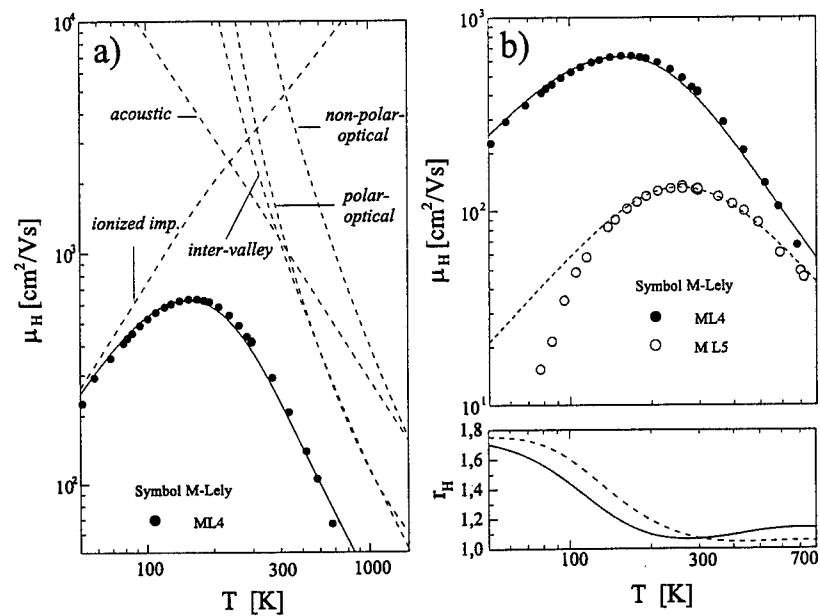 a)
10⁴
10³
10²
μH [cm²/Vs]
acoustic
non-polar-
optical
polar-
optical
ionized imp.
inter-valley
Symbol M-Lely
ML4
100
300
1000
T [K]
b)
10⁴
10³
10²
10¹
μH [cm²/Vs]
Symbol M-Lely
ML4
M L5
1,8
1,6
1,4
1,2
1,0
rH
100
300
700
T [K]